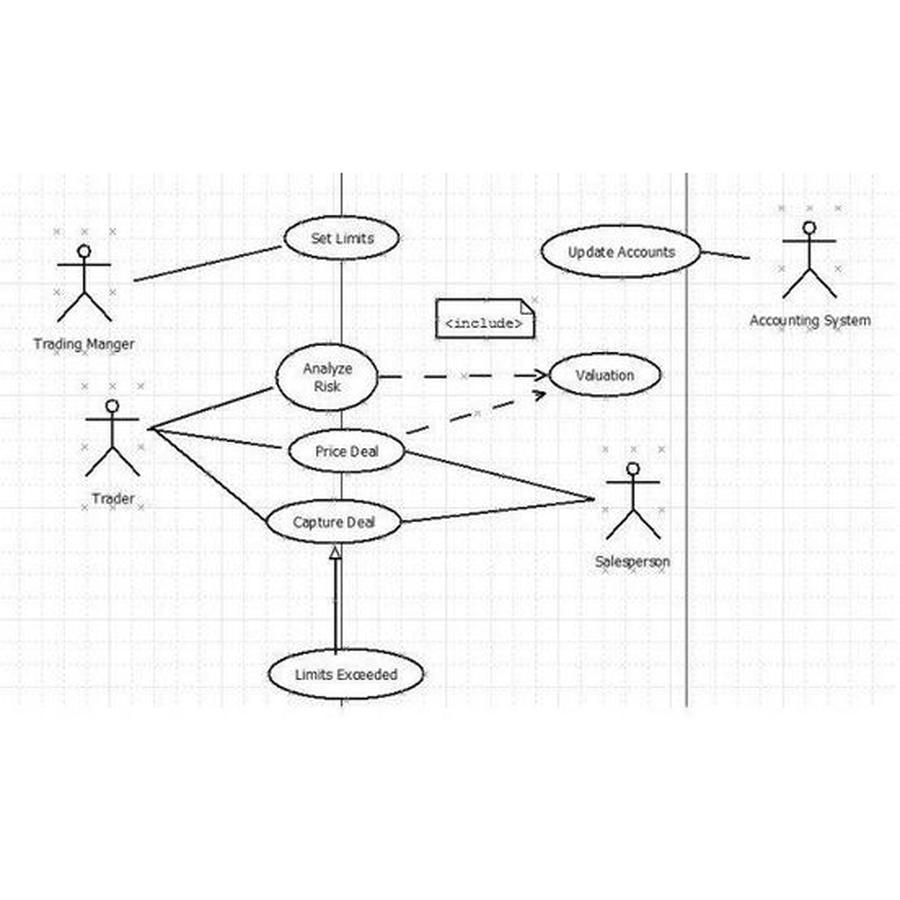 Set Limits
Update Accounts
Trading Manger
Accounting System
<include>
Analyze
Risk
Valuation
Price Deal
Trader
Capture Deal
Salesperson
Limits Exceeded